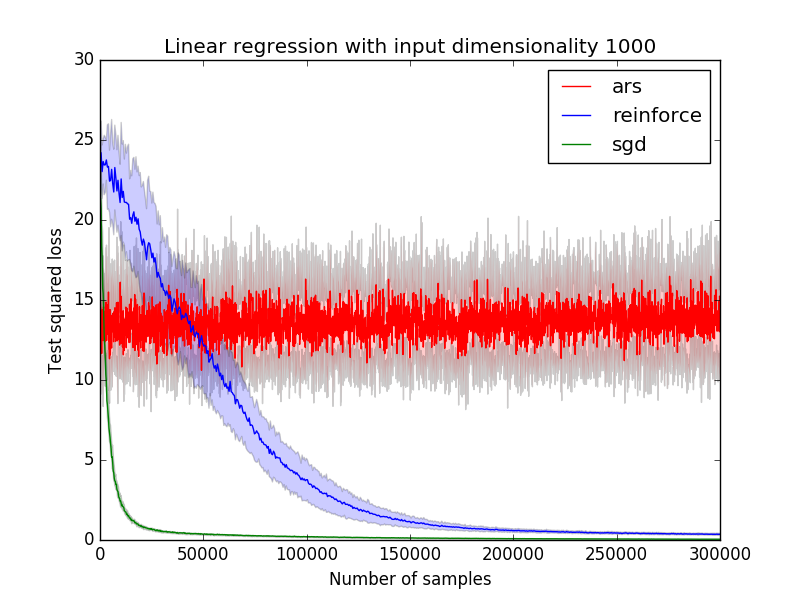 Linear regression with input dimensionality 1000
30
25
20
15
10
5
0
Test squared loss
ars
reinforce
sgd
0 50000 100000 150000 200000 250000 300000
Number of samples